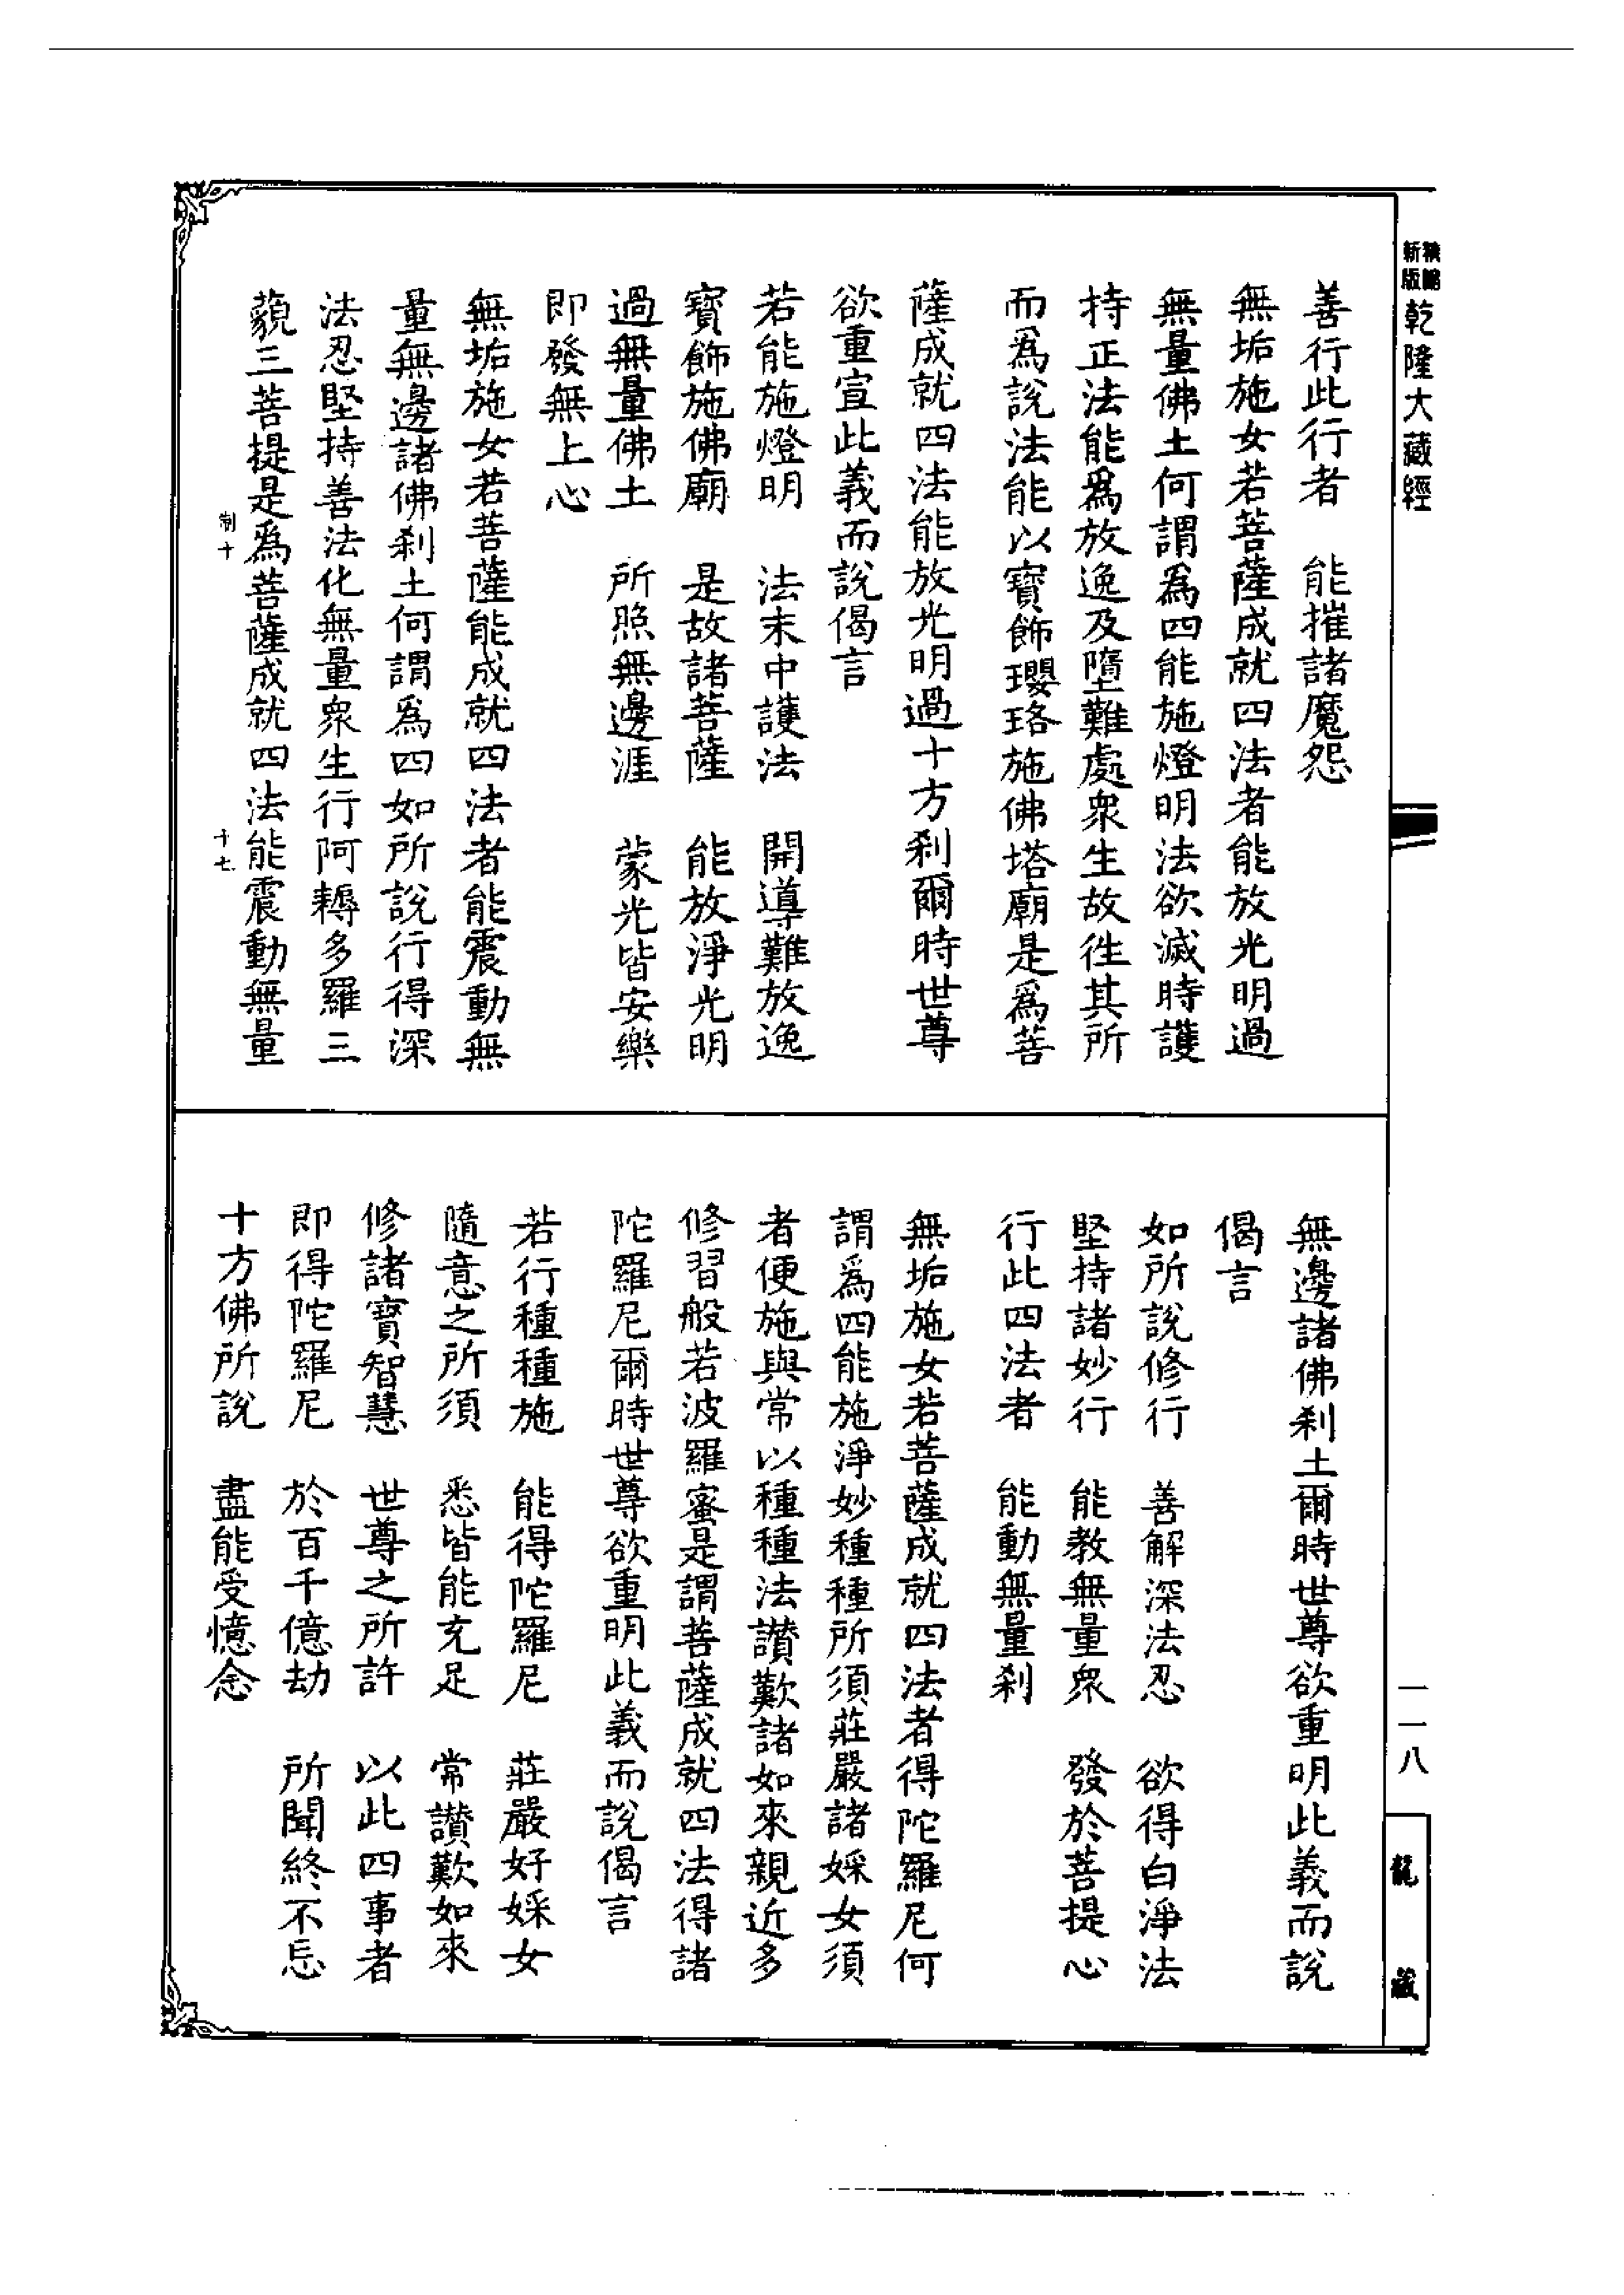 新版
精縮
乾隆大藏經
善行此行者　能摧諸魔怨
無垢施女若菩薩成就四法者能放光明過
無量佛土何謂爲四能施燈明法欲滅時護
持正法能爲放逸及墮難處衆生故徃其所
而爲說法能以寶飾瓔珞施佛塔廟是爲菩
薩成就四法能放光明過十方刹爾時世尊
欲重宣此義而說偈言
若能施燈明　法末中護法　開導難放逸
寶飾施佛廟　是故諸菩薩　能放淨光明
過無量佛土　所照無邊涯　蒙光皆安樂
即發無上心
無垢施女若菩薩能成就四法者能震動無
量無邊諸佛刹土何謂爲四如所說行得深
法忍堅持善法化無量衆生行阿耨多羅三
藐三菩提是爲菩薩成就四法能震動無量
制十
十七
無邊諸佛刹土爾時世尊欲重明此義而說
偈言
如所說修行　善解深法忍　欲得白淨法
堅持諸妙行　能教無量衆　發於菩提心
行此四法者　能動無量刹
無垢施女若菩薩成就四法者得陀羅尼何
謂爲四能施淨妙種種所須莊嚴諸婇女須
者便施與常以種種法讃歎諸如來親近多
修習般若波羅蜜是謂菩薩成就四法得諸
陀羅尼爾時世尊欲重明此義而說偈言
若行種種施　能得陀羅尼　莊嚴好婇女
隨意之所須　悉皆能充足　常讃歎如來
修諸寶智慧　世尊之所許　以此四事者
即得陀羅尼　於百千億劫　所聞終不忘
十方佛所說　盡能受憶念
一一八
龍藏